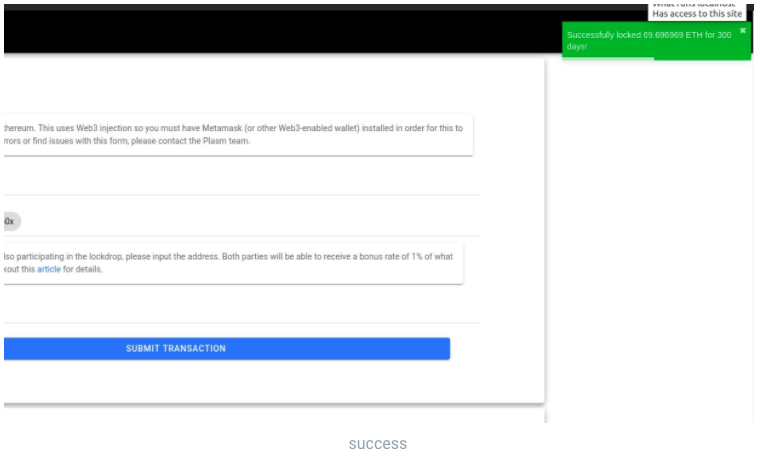 Has access to this site
Successfully locked 69.696969 ETH for 300
days!
thereum. This uses Web3 injection so you must have Metamask (or other Web3-enabled wallet) installed in order for this to
rrors or find issues with this form, please contact the Plasm team.
0x
lso participating in the lockdrop, please input the address. Both parties will be able to receive a bonus rate of 1% of what
kout this article for details.
SUBMIT TRANSACTION
success